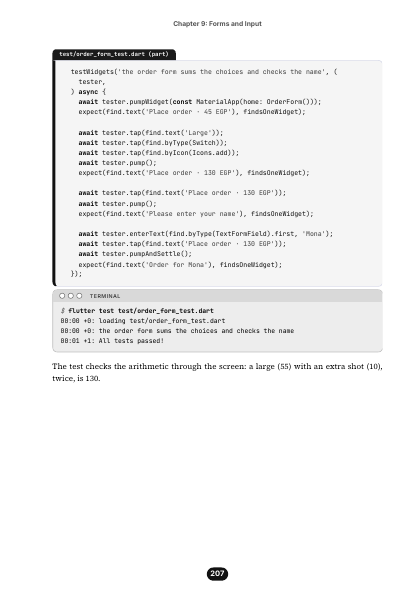 Chapter 9: Forms and Input
test/order_form_test.dart (part)
testWidgets('the order form sums the choices and checks the name', (
tester,
) async {
await tester.pumpWidget(const MaterialApp(home: OrderForm()));
expect(find.text('Place order · 45 EGP'), findsOneWidget);
await tester.tap(find.text('Large'));
await tester.tap(find.byType(Switch));
await tester.tap(find.byIcon(Icons.add));
await tester.pump();
expect(find.text('Place order · 130 EGP'), findsOneWidget);
await tester.tap(find.text('Place order · 130 EGP'));
await tester.pump();
expect(find.text('Please enter your name'), findsOneWidget);
await tester.enterText(find.byType(TextFormField).first, 'Mona');
await tester.tap(find.text('Place order · 130 EGP'));
await tester.pumpAndSettle();
expect(find.text('Order for Mona'), findsOneWidget);
});
TERMINAL
$ flutter test test/order_form_test.dart
00:00 +0: loading test/order_form_test.dart
00:00 +0: the order form sums the choices and checks the name
00:01 +1: All tests passed!
The test checks the arithmetic through the screen: a large (55) with an extra shot (10),
twice, is 130.
207